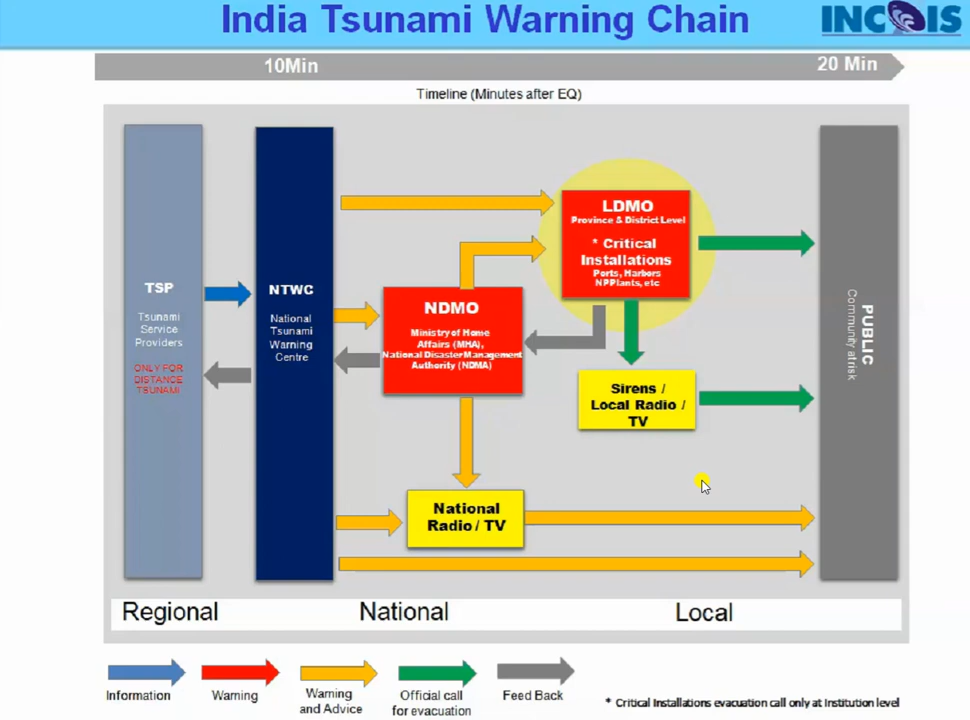 India Tsunami Warning Chain
INCOIS
10Min
20 Min
Timeline (Minutes after EQ)
TSP
Tsunami
Service
Providers
ONLY FOR
DISTANCE
TSUNAMI
NTWC
National
Tsunami
Warning
Centre
NDMO
Ministry of Home
Affairs (MHA),
National Disaster Management
Authority (NDMA)
LDMO
Province & District Level
* Critical
Installations
Ports, Harbors
NPPlants, etc
Sirens /
Local Radio /
TV
National
Radio / TV
PUBLIC
Community at risk
Regional
National
Local
Information
Warning
Warning
and Advice
Official call
for evacuation
Feed Back
* Critical Installations evacuation call only at Institution level